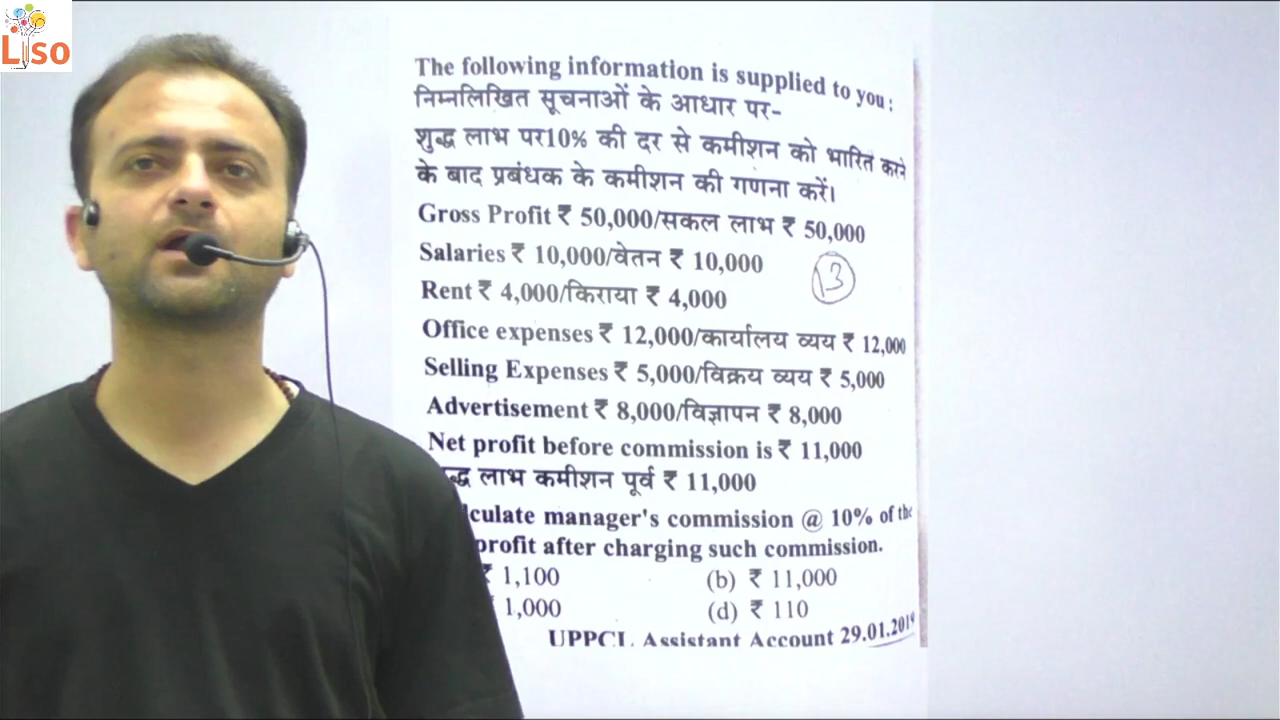 Liso
The following information is supplied to you :
निम्नलिखित सूचनाओं के आधार पर-
शुद्ध लाभ पर10% की दर से कमीशन को भारित करने
के बाद प्रबंधक के कमीशन की गणना करें।
Gross Profit ₹ 50,000/सकल लाभ ₹ 50,000
Salaries ₹ 10,000/वेतन ₹ 10,000
13
Rent ₹ 4,000/किराया ₹ 4,000
Office expenses ₹ 12,000/कार्यालय व्यय ₹ 12,000
Selling Expenses ₹ 5,000/विक्रय व्यय ₹ 5,000
Advertisement ₹ 8,000/विज्ञापन ₹ 8,000
Net profit before commission is ₹ 11,000
लाभ कमीशन पूर्व ₹ 11,000
manager's commission @ 10% of the
profit after charging such commission.
₹ 1,100 (b) ₹ 11,000
1,000 (d) ₹ 110
UPPCL Assistant Account 29.01.2019